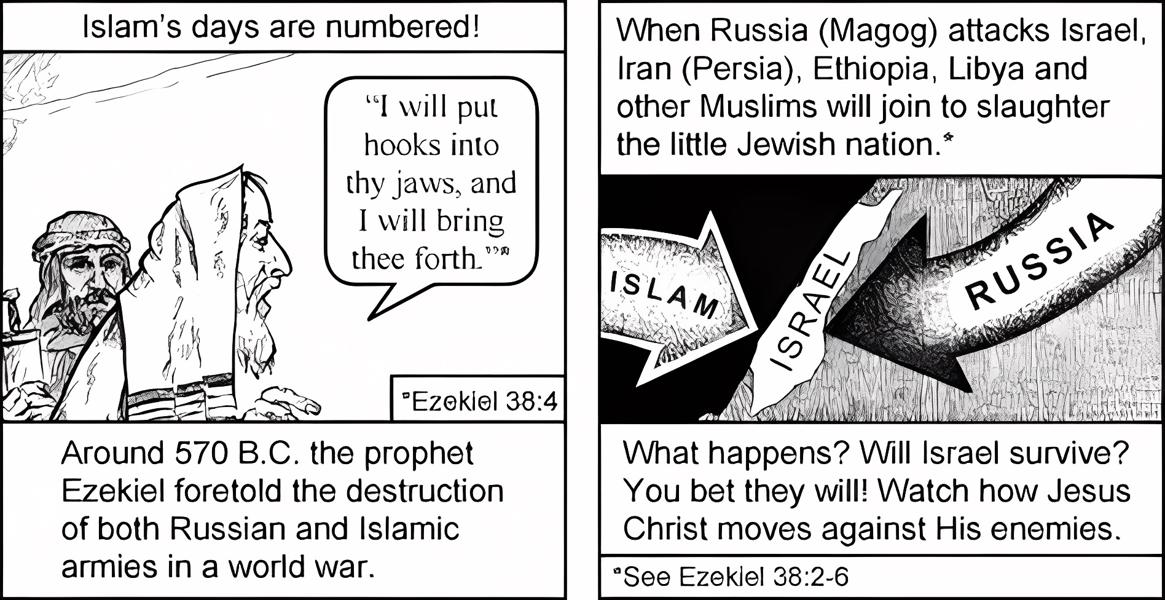 Islam's days are numbered!
"I will put
hooks into
thy jaws, and
I will bring
thee forth."*
*Ezekiel 38:4
Around 570 B.C. the prophet
Ezekiel foretold the destruction
of both Russian and Islamic
armies in a world war.
When Russia (Magog) attacks Israel,
Iran (Persia), Ethiopia, Libya and
other Muslims will join to slaughter
the little Jewish nation.*
ISLAM
ISRAEL
RUSSIA
What happens? Will Israel survive?
You bet they will! Watch how Jesus
Christ moves against His enemies.
*See Ezekiel 38:2-6